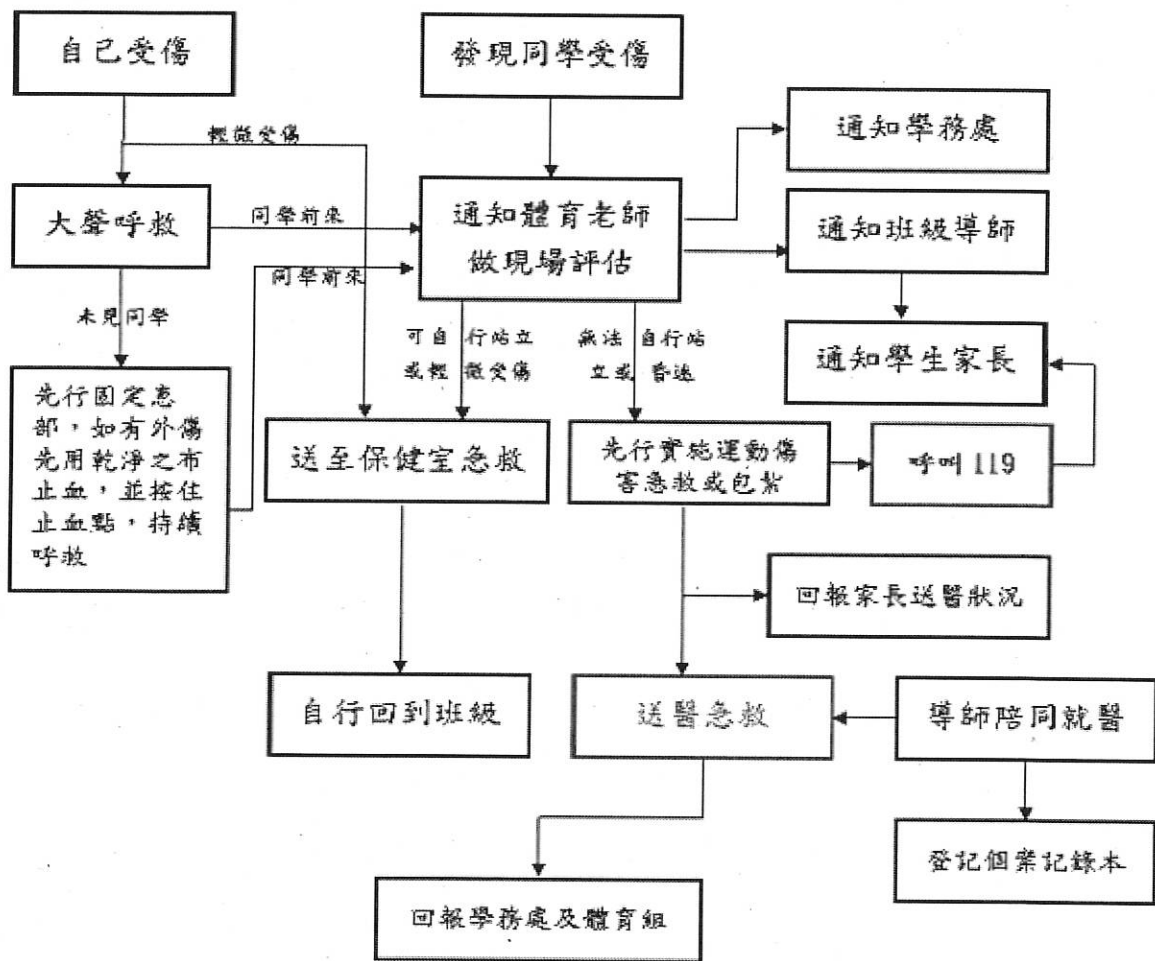 自己受傷
發現同學受傷
通知學務處
輕微受傷
大聲呼救
同學前來
通知體育老師
做現場評估
通知班級導師
同學前來
未見同學
可自行站立
或輕微受傷
無法自行站
立或昏迷
通知學生家長
先行固定患
部，如有外傷
先用乾淨之布
止血，並按住
止血點，持續
呼救
送至保健室急救
先行實施運動傷
害急救或包紮
呼叫119
回報家長送醫狀況
自行回到班級
送醫急救
導師陪同就醫
登記個案記錄本
回報學務處及體育組